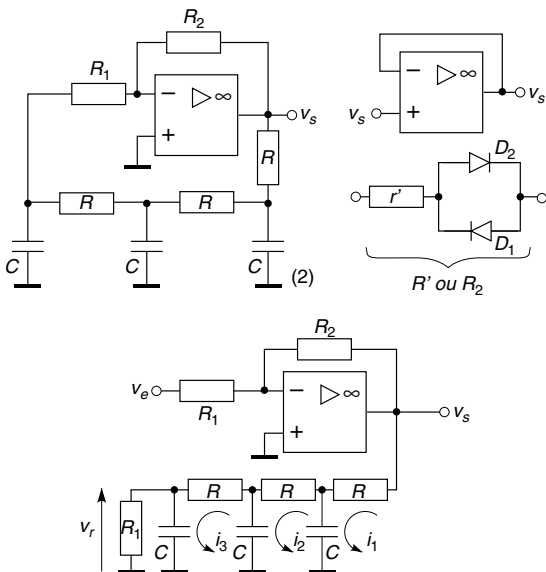 R2
R1
− ▷ ∞
+
vs
R
R R
C C C
(2)
− ▷ ∞
vs + vs
D2
r'
D1
R' ou R2
R2
ve R1 − ▷ ∞
+
vs
R R R
vr R1 C i3 C i2 C i1